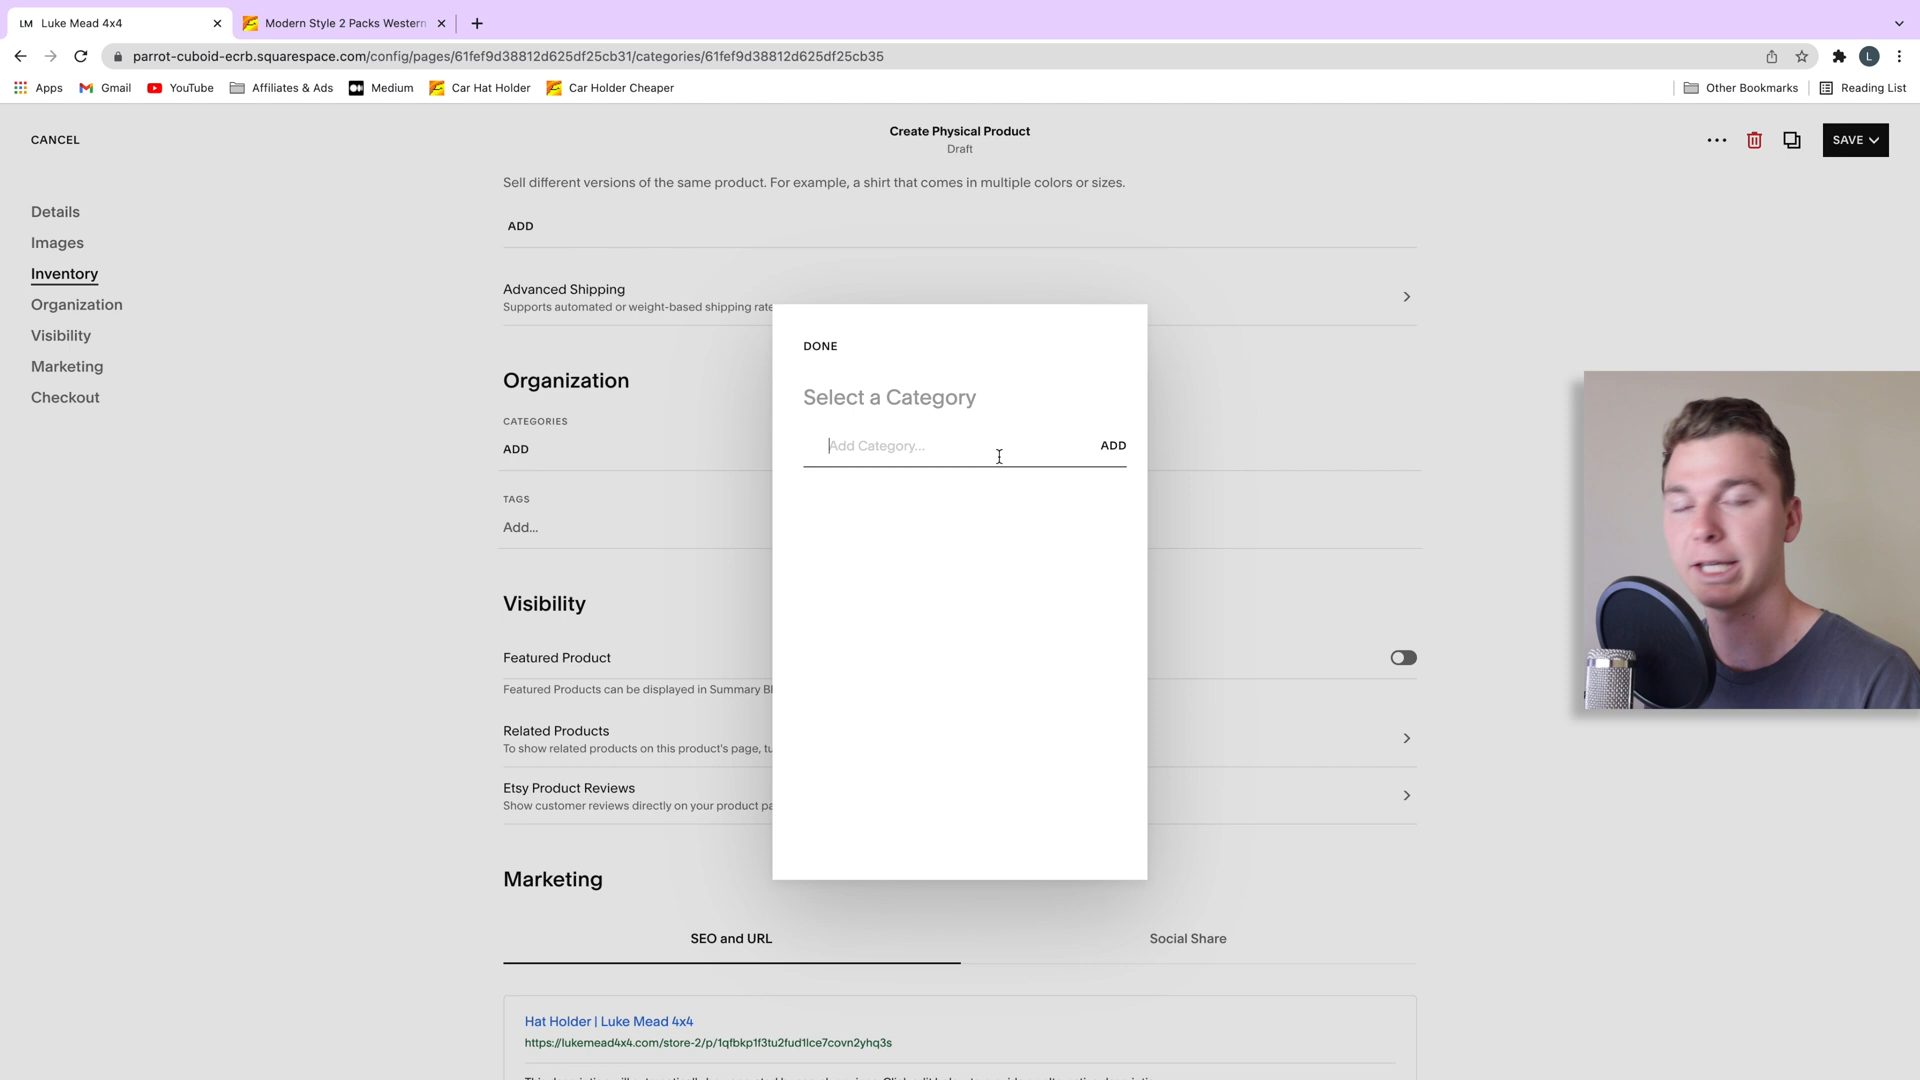 LM Luke Mead 4x4
Modern Style 2 Packs Western
parrot-cuboid-ecrb.squarespace.com/config/pages/61fef9d38812d625df25cb31/categories/61fef9d38812d625df25cb35
L
Apps Gmail YouTube Affiliates & Ads Medium Car Hat Holder Car Holder Cheaper Other Bookmarks Reading List
CANCEL
Create Physical Product
Draft
SAVE
Details
Images
Inventory
Organization
Visibility
Marketing
Checkout
Sell different versions of the same product. For example, a shirt that comes in multiple colors or sizes.
ADD
Advanced Shipping
Supports automated or weight-based shipping rate
Organization
CATEGORIES
ADD
TAGS
Add...
Visibility
Featured Product
Featured Products can be displayed in Summary Bl
Related Products
To show related products on this product's page, tu
Etsy Product Reviews
Show customer reviews directly on your product pa
Marketing
SEO and URL Social Share
Hat Holder | Luke Mead 4x4
https://lukemead4x4.com/store-2/p/1qfbkp1f3tu2fud1lce7covn2yhq3s
DONE
Select a Category
Add Category...
ADD